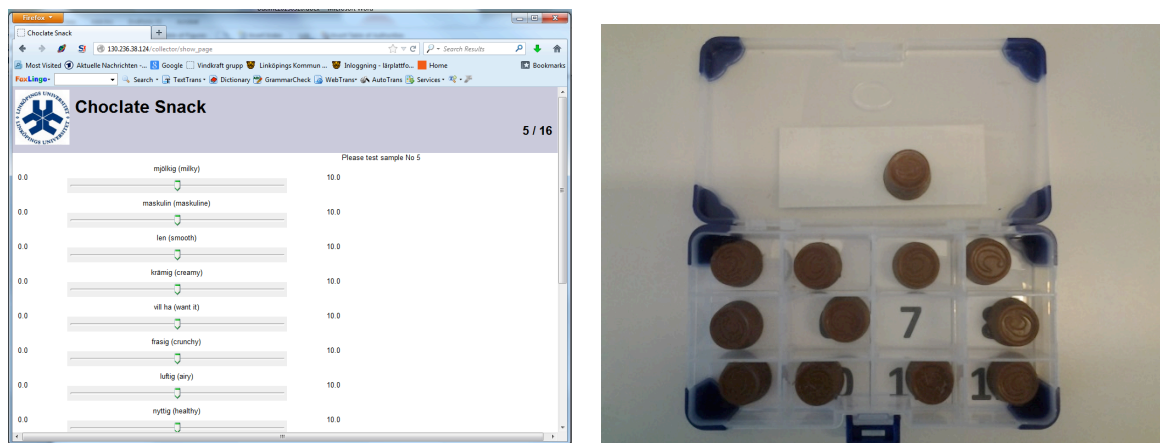 Firefox
Choclate Snack
130.236.38.124/collector/show_page
Search Results
Most Visited
Aktuelle Nachrichten -...
Google
Vindkraft grupp
Linköpings Kommun ...
Inloggning - lärplattfo...
Home
Bookmarks
FoxLingo
Search
TextTrans
Dictionary
GrammarCheck
WebTrans
AutoTrans
Services
LINKÖPINGS UNIVERSITET
LINKÖPINGS UNIVERSITET
Choclate Snack
5 / 16
Please test sample No 5
mjölkig (milky)
0.0 10.0
maskulin (maskuline)
0.0 10.0
len (smooth)
0.0 10.0
krämig (creamy)
0.0 10.0
vill ha (want it)
0.0 10.0
frasig (crunchy)
0.0 10.0
luftig (airy)
0.0 10.0
nyttig (healthy)
0.0 10.0
7